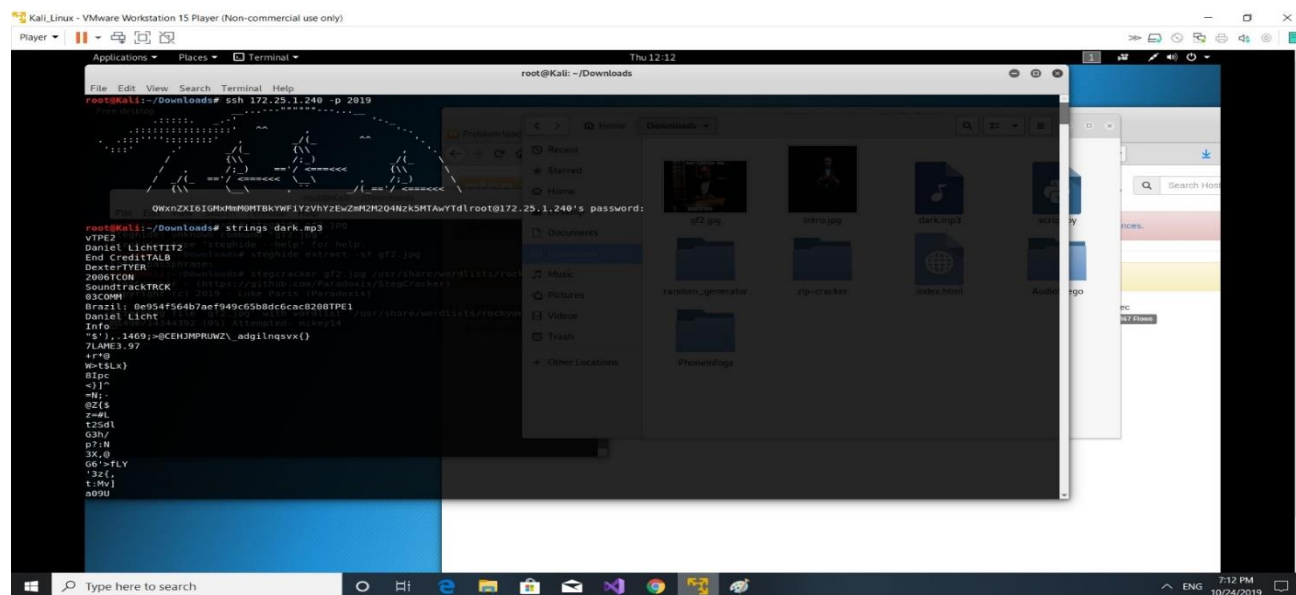 Kali_Linux - VMware Workstation 15 Player (Non-commercial use only)
Player
Applications Places Terminal Thu 12:12 1
root@Kali: ~/Downloads
File Edit View Search Terminal Help
root@Kali:~/Downloads# ssh 172.25.1.240 -p 2019
root@172.25.1.240's password:
root@Kali:~/Downloads# strings dark.mp3
vTPE2
Daniel LichtTIT2
End CreditTALB
DexterTYER
2006TCON
SoundtrackTRCK
03COMM
Brazil: 0e954f564b7aef949c65b8dc6cac8208TPE1
Daniel Licht
Info
"$'),.1469;>@CEHJMPRUWZ\_adgilnqsvx{}
7LAME3.97
+r*@
W>t$Lx}
8Ipc
<}]^
=N;-
@Z{$
z=#L
t2Sdl
G3h/
p?:N
3X,@
G6'>fLY
'3z{,
t:Mv]
a09U
Home Downloads
Recent
Starred
Home
Documents
Music
Pictures
Videos
Trash
+ Other Locations
gf2.jpg intro.jpg dark.mp3
random_generator zip-cracker index.html
PhoneInfoga
Type here to search
ENG 7:12 PM
10/24/2019